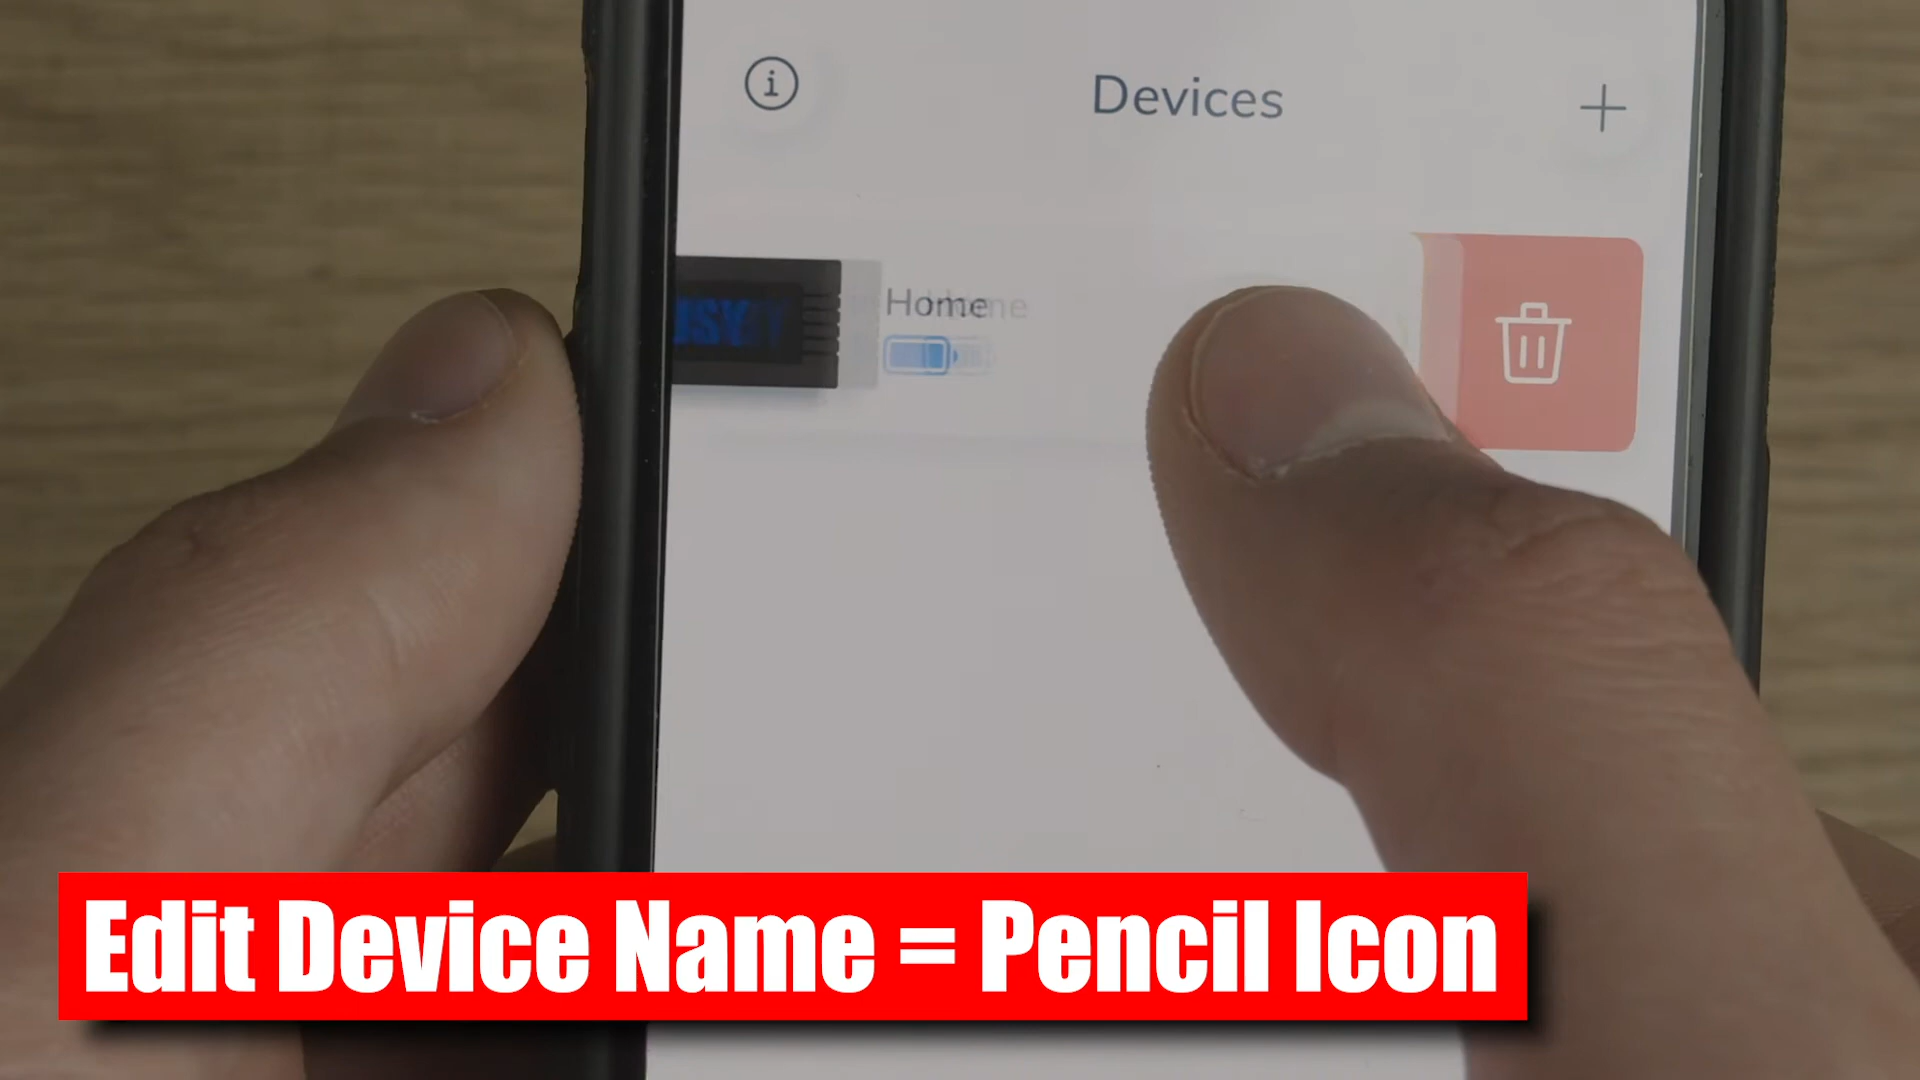 Devices
Home
Edit Device Name = Pencil Icon